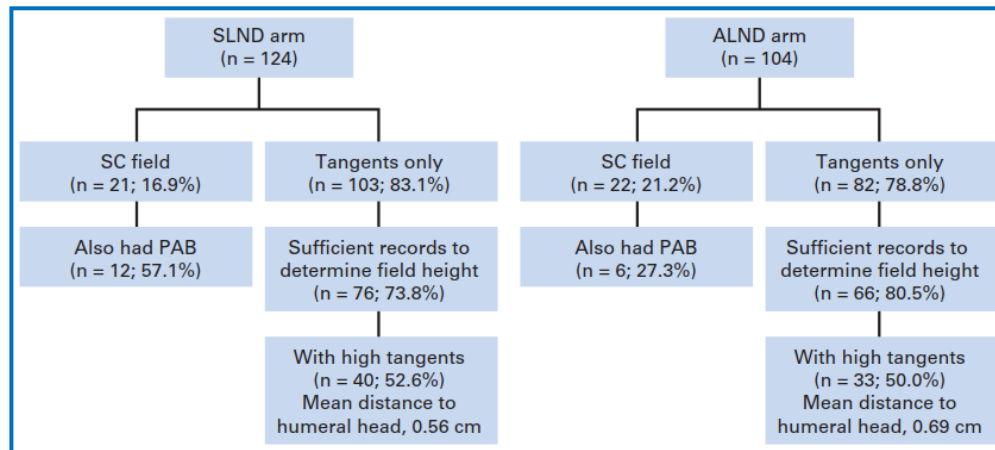 SLND arm
(n = 124)
ALND arm
(n = 104)
SC field
(n = 21; 16.9%)
Tangents only
(n = 103; 83.1%)
SC field
(n = 22; 21.2%)
Tangents only
(n = 82; 78.8%)
Also had PAB
(n = 12; 57.1%)
Sufficient records to
determine field height
(n = 76; 73.8%)
Also had PAB
(n = 6; 27.3%)
Sufficient records to
determine field height
(n = 66; 80.5%)
With high tangents
(n = 40; 52.6%)
Mean distance to
humeral head, 0.56 cm
With high tangents
(n = 33; 50.0%)
Mean distance to
humeral head, 0.69 cm